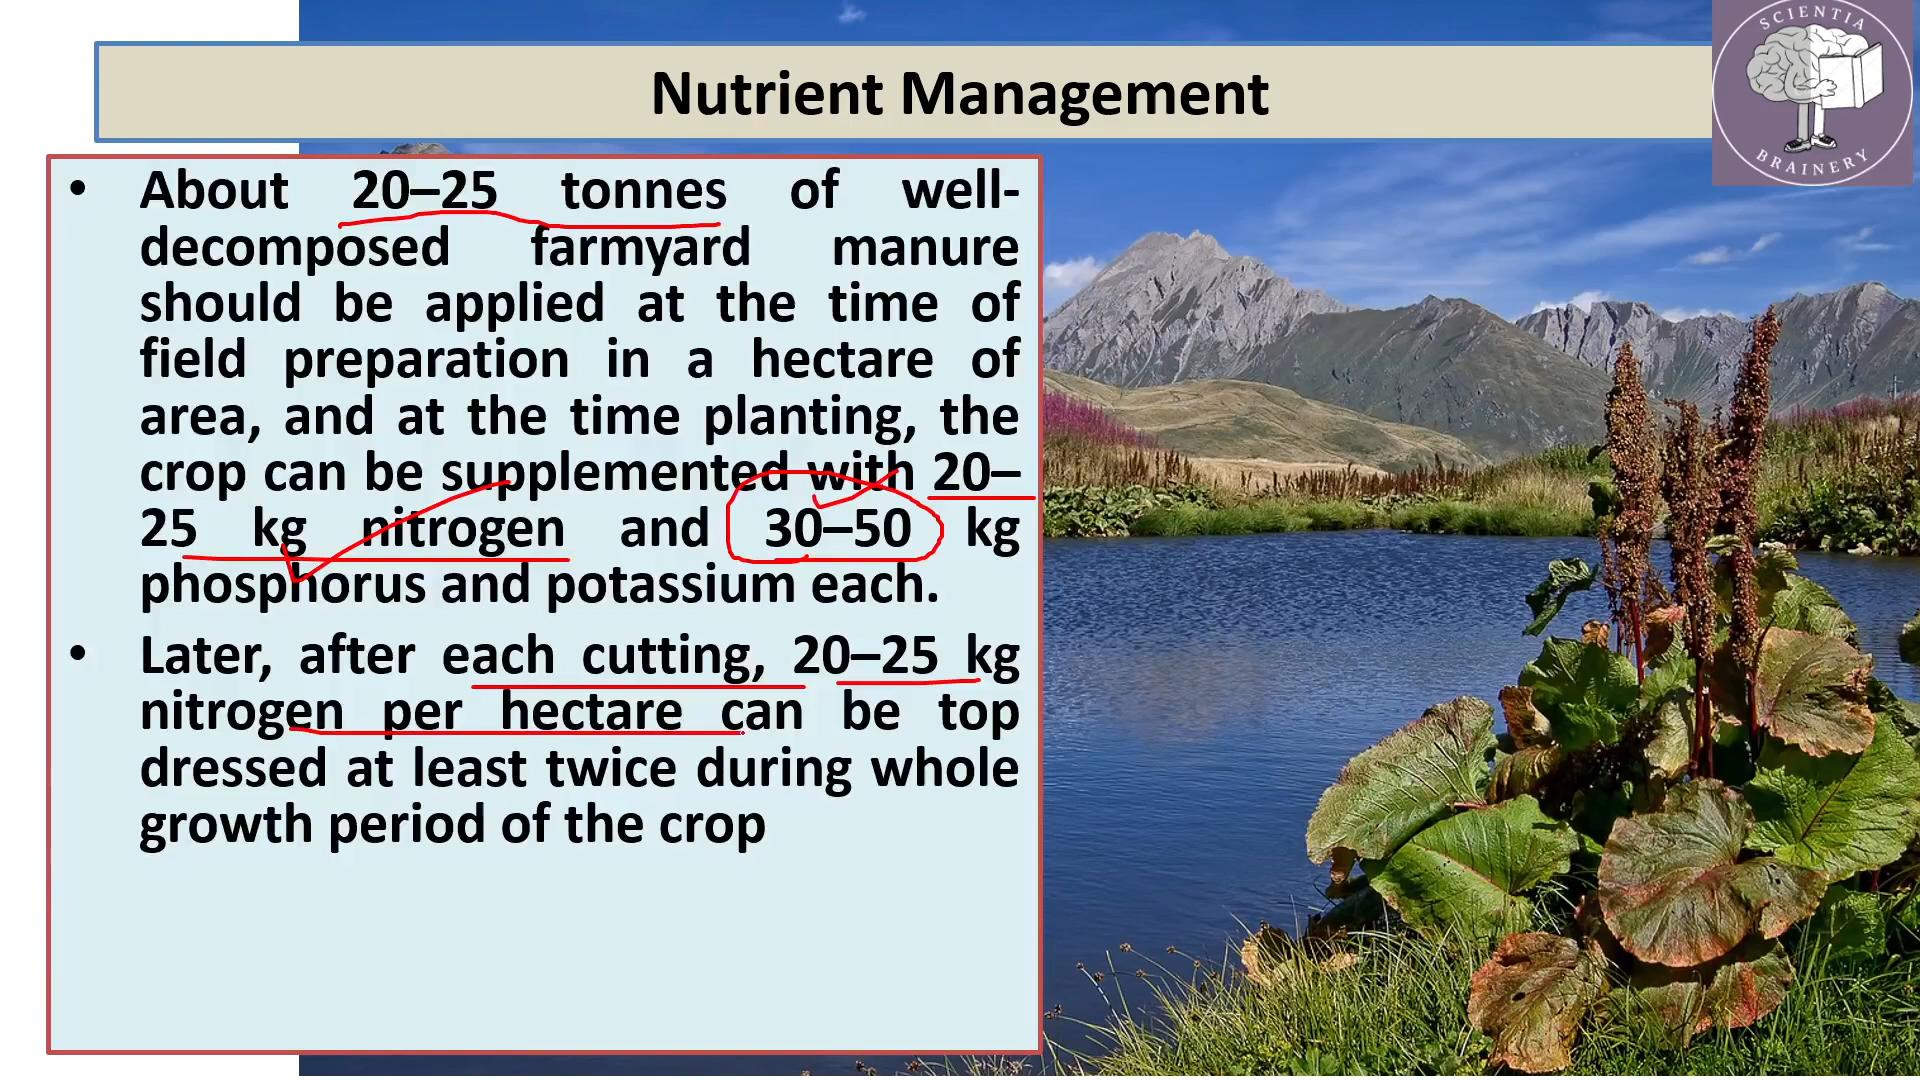 SCIENTIA
BRAINERY
Nutrient Management
• About 20–25 tonnes of well-
decomposed farmyard manure
should be applied at the time of
field preparation in a hectare of
area, and at the time planting, the
crop can be supplemented with 20–
25 kg nitrogen and 30–50 kg
phosphorus and potassium each.
• Later, after each cutting, 20–25 kg
nitrogen per hectare can be top
dressed at least twice during whole
growth period of the crop